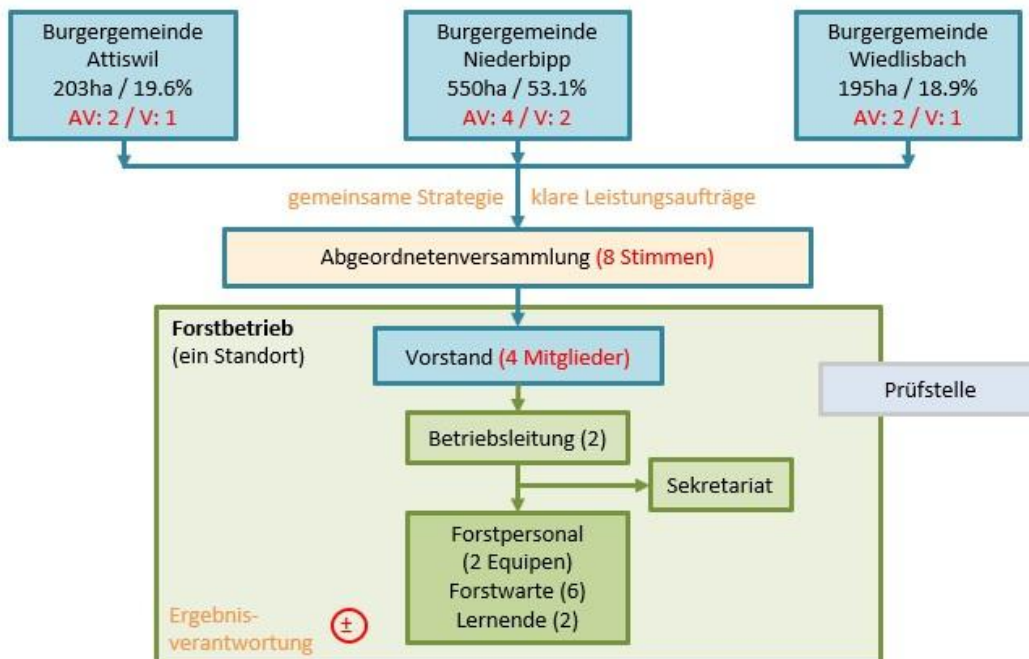 Burgergemeinde
Attiswil
203ha / 19.6%
AV: 2 / V: 1
Burgergemeinde
Niederbipp
550ha / 53.1%
AV: 4 / V: 2
Burgergemeinde
Wiedlisbach
195ha / 18.9%
AV: 2 / V: 1
gemeinsame Strategie
klare Leistungsaufträge
Abgeordnetenversammlung (8 Stimmen)
Forstbetrieb
(ein Standort)
Vorstand (4 Mitglieder)
Prüfstelle
Betriebsleitung (2)
Sekretariat
Forstpersonal
(2 Equipen)
Forstwarte (6)
Lernende (2)
Ergebnis-
verantwortung
±